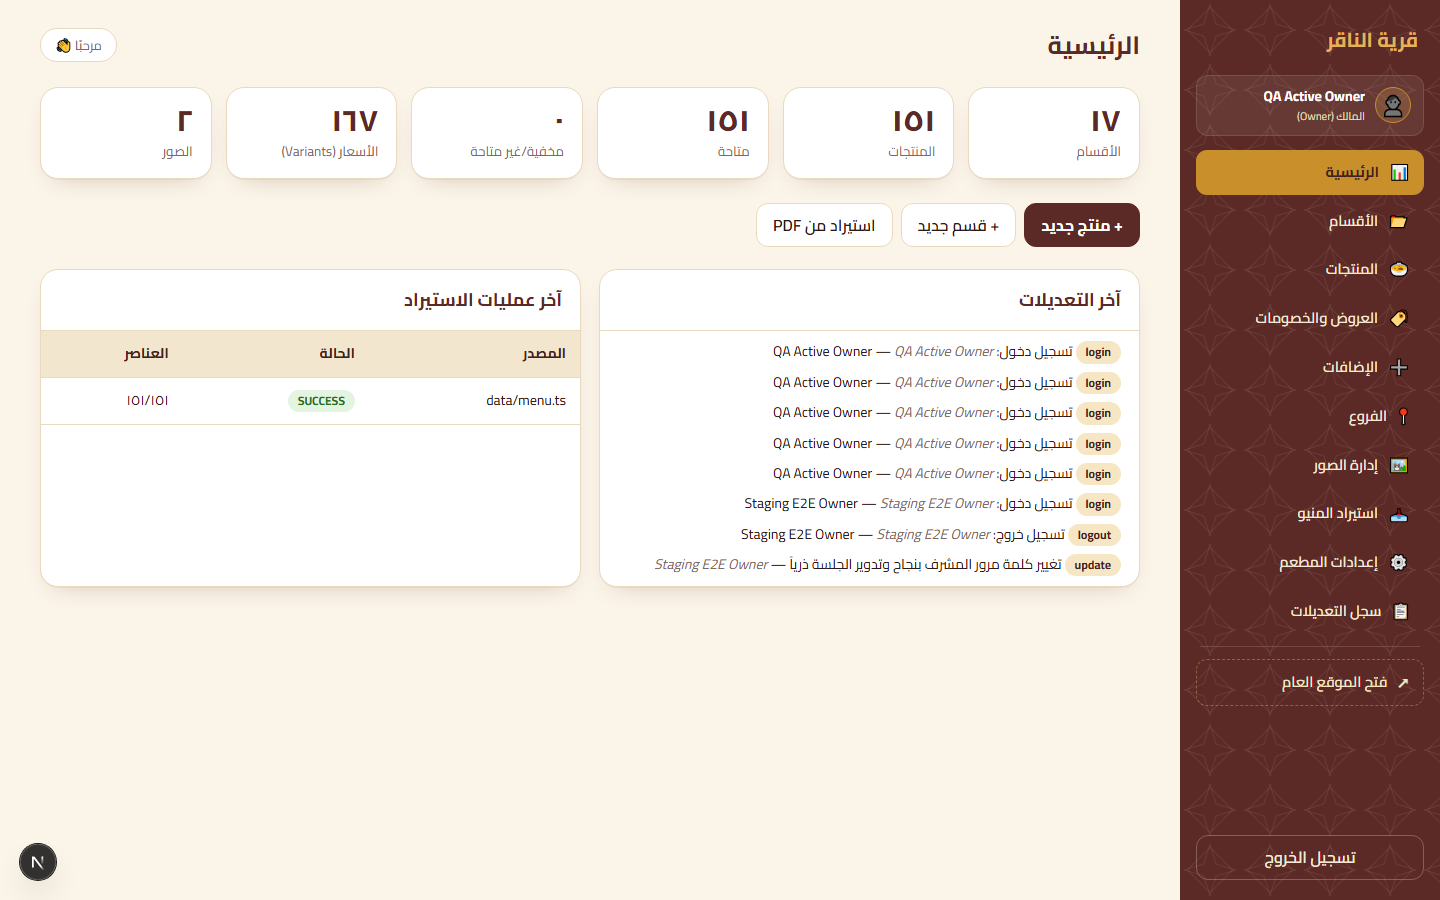 قرية الناقر
QA Active Owner
المالك (Owner)
الرئيسية
الأقسام
المنتجات
العروض والخصومات
الإضافات
الفروع
إدارة الصور
استيراد المنيو
إعدادات المطعم
سجل التعديلات
فتح الموقع العام ↗
تسجيل الخروج
الرئيسية
مرحبًا 👋
١٧
الأقسام
١٥١
المنتجات
١٥١
متاحة
٠
مخفية/غير متاحة
١٦٧
الأسعار (Variants)
٢
الصور
+ منتج جديد
+ قسم جديد
استيراد من PDF
آخر التعديلات
login تسجيل دخول: QA Active Owner — QA Active Owner
login تسجيل دخول: QA Active Owner — QA Active Owner
login تسجيل دخول: QA Active Owner — QA Active Owner
login تسجيل دخول: QA Active Owner — QA Active Owner
login تسجيل دخول: QA Active Owner — QA Active Owner
login تسجيل دخول: Staging E2E Owner — Staging E2E Owner
logout تسجيل خروج: Staging E2E Owner — Staging E2E Owner
update تغيير كلمة مرور المشرف بنجاح وتدوير الجلسة ذرياً — Staging E2E Owner
آخر عمليات الاستيراد
المصدر الحالة العناصر
data/menu.ts SUCCESS ١٥١/١٥١
N